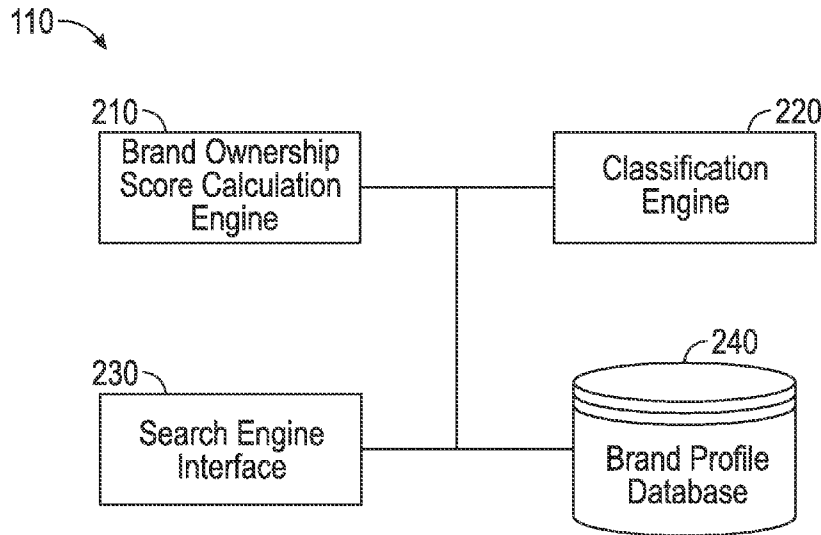 110
210
Brand Ownership
Score Calculation
Engine
220
Classification
Engine
230
Search Engine
Interface
240
Brand Profile
Database